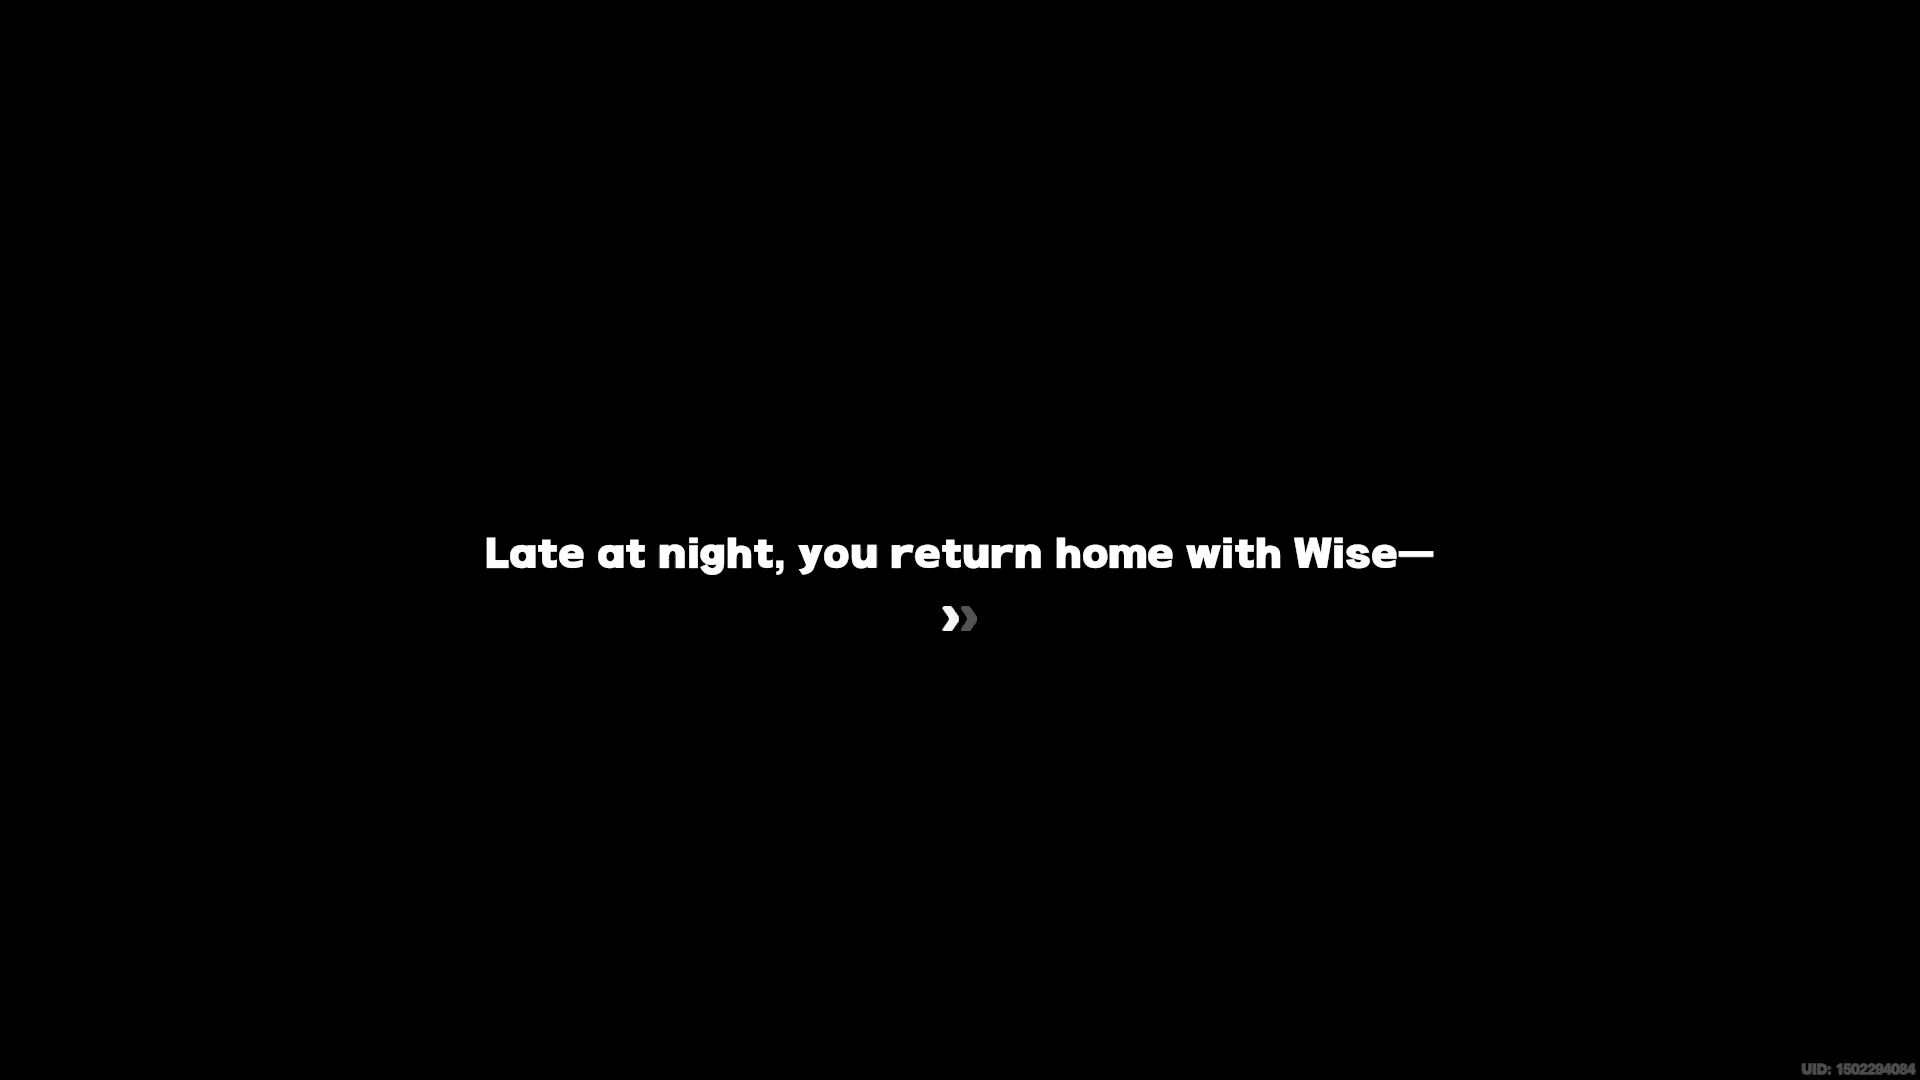 Late at night, you return home with Wise—
UID: 1502294084